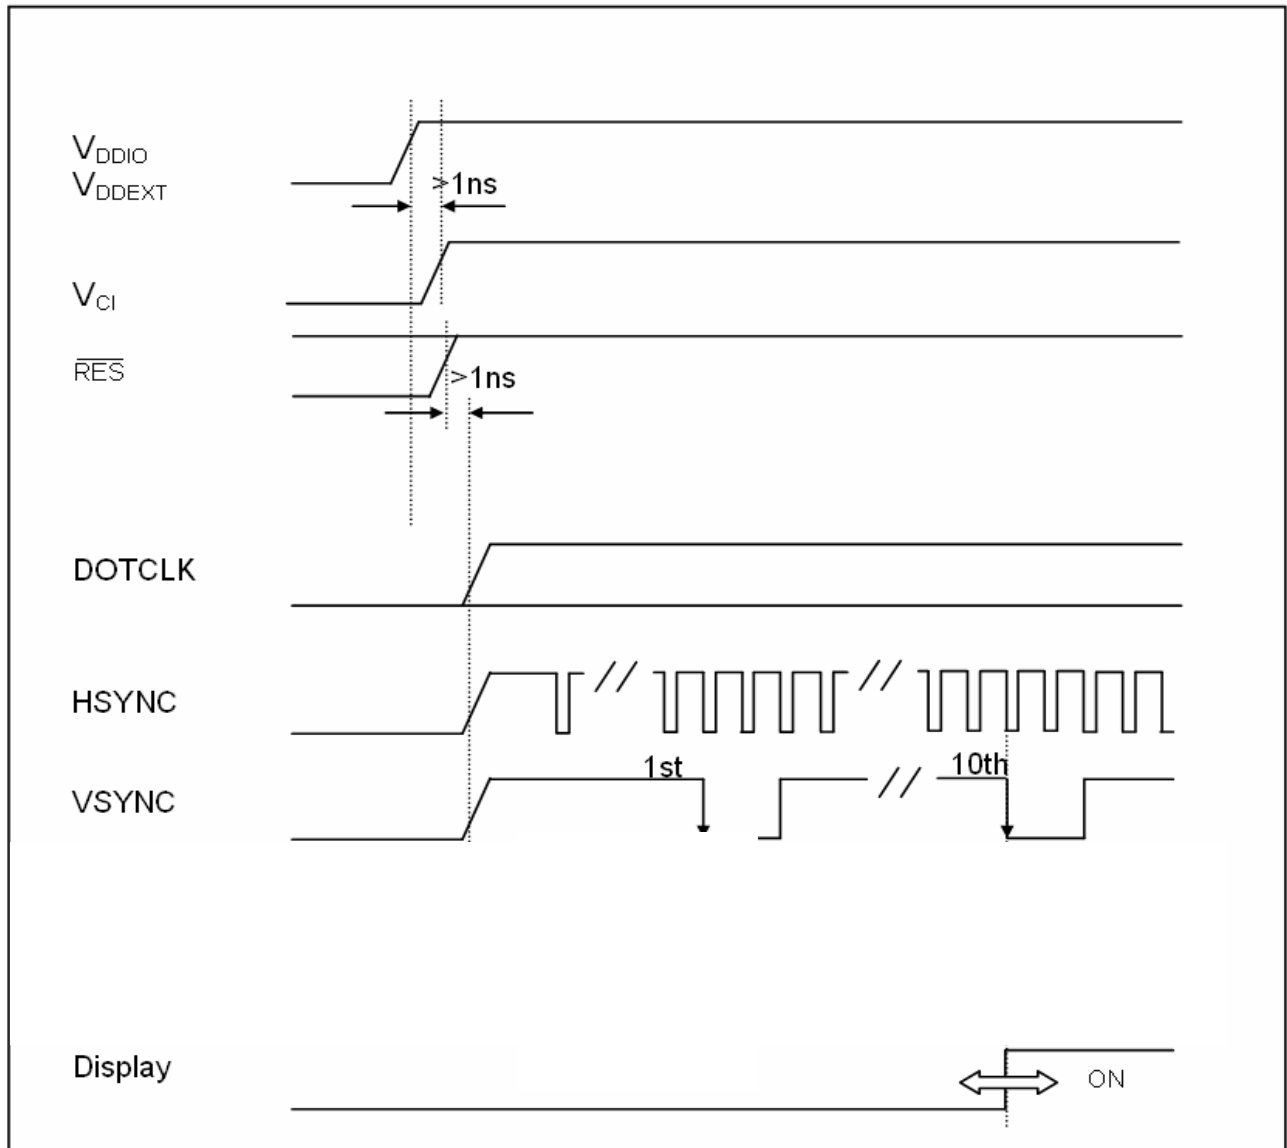 VDDIO
VDDEXT
>1ns
VCI
RES
>1ns
DOTCLK
HSYNC
1st
10th
VSYNC
Display
ON